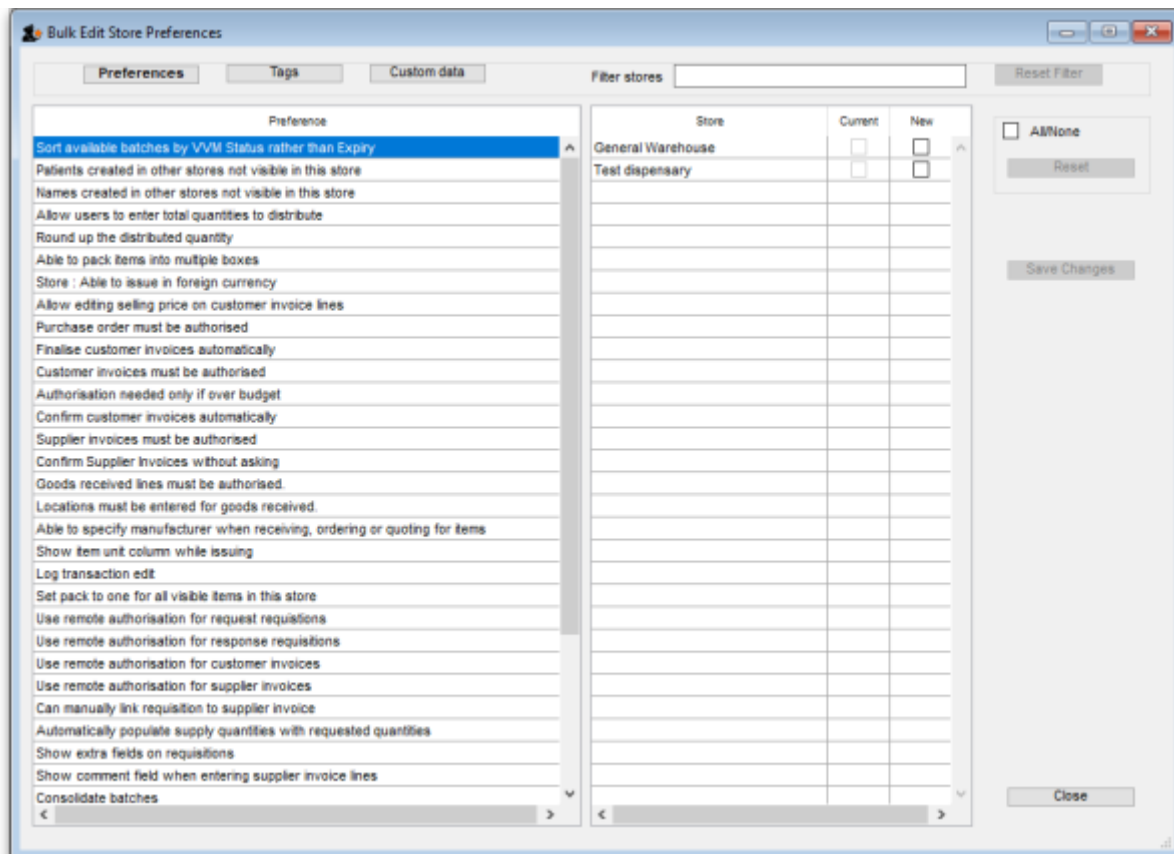 Bulk Edit Store Preferences
Preferences Tags Custom data Filter stores Reset Filter
Preference Store Current New
All/None
Sort available batches by VVM Status rather than Expiry General Warehouse
Patients created in other stores not visible in this store Test dispensary Reset
Names created in other stores not visible in this store
Allow users to enter total quantities to distribute
Round up the distributed quantity
Able to pack items into multiple boxes
Save Changes
Store : Able to issue in foreign currency
Allow editing selling price on customer invoice lines
Purchase order must be authorised
Finalise customer invoices automatically
Customer invoices must be authorised
Authorisation needed only if over budget
Confirm customer invoices automatically
Supplier invoices must be authorised
Confirm Supplier Invoices without asking
Goods received lines must be authorised.
Locations must be entered for goods received.
Able to specify manufacturer when receiving, ordering or quoting for items
Show item unit column while issuing
Log transaction edit
Set pack to one for all visible items in this store
Use remote authorisation for request requistions
Use remote authorisation for response requisitions
Use remote authorisation for customer invoices
Use remote authorisation for supplier invoices
Can manually link requisition to supplier invoice
Automatically populate supply quantities with requested quantities
Show extra fields on requisitions
Show comment field when entering supplier invoice lines
Consolidate batches Close